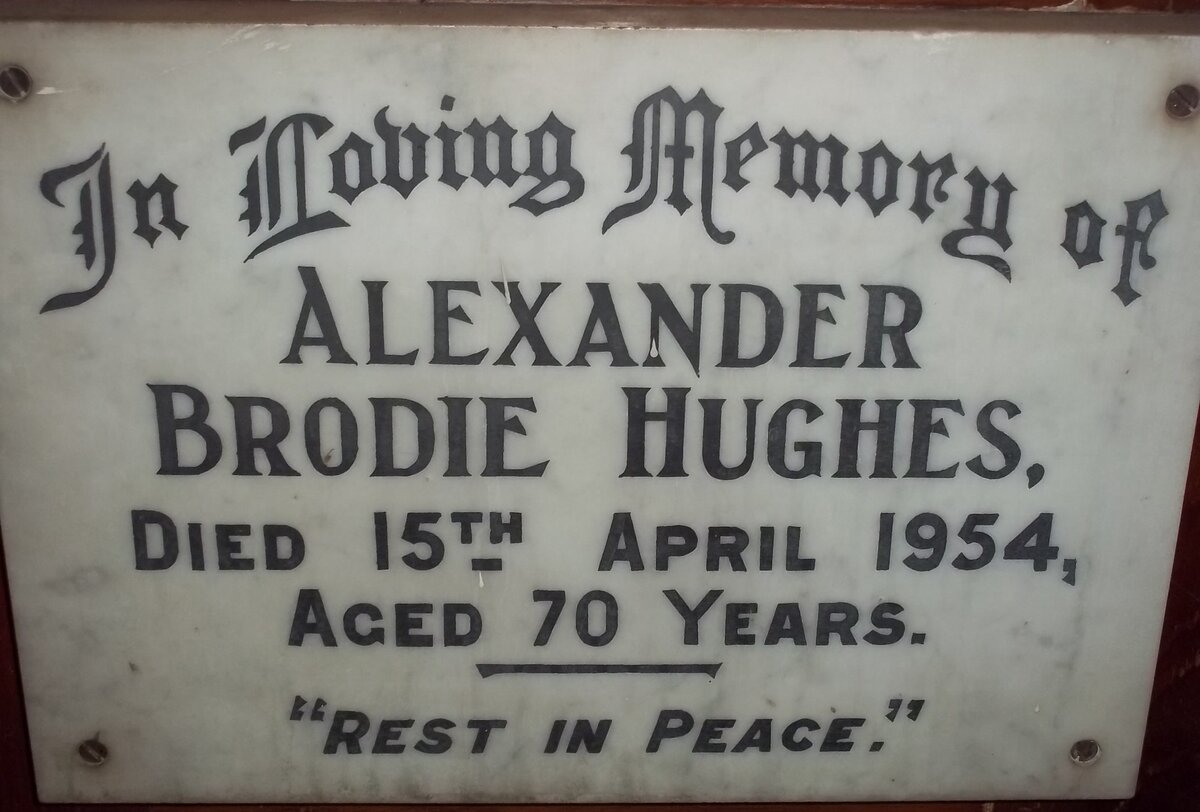 In Loving Memory of
ALEXANDER
BRODIE HUGHES,
DIED 15TH APRIL 1954,
AGED 70 YEARS.
“REST IN PEACE.”